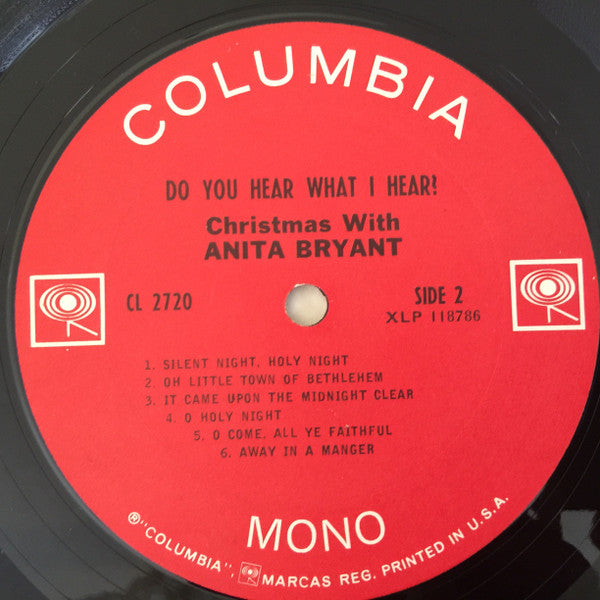 COLUMBIA
DO YOU HEAR WHAT I HEAR?
Christmas With
ANITA BRYANT
CL 2720
SIDE 2
XLP 118786
1. SILENT NIGHT, HOLY NIGHT
2. OH LITTLE TOWN OF BETHLEHEM
3. IT CAME UPON THE MIDNIGHT CLEAR
4. O HOLY NIGHT
5. O COME, ALL YE FAITHFUL
6. AWAY IN A MANGER
MONO
®"COLUMBIA", MARCAS REG. PRINTED IN U.S.A.